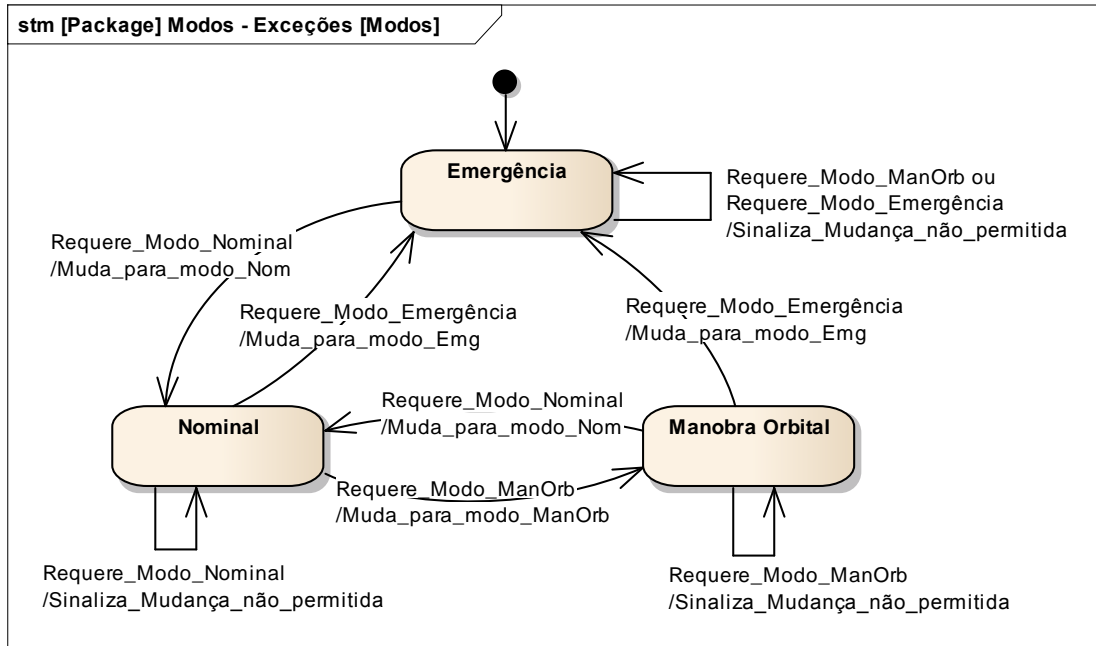 stm [Package] Modos - Exceções [Modos]
Emergência
Requere_Modo_ManOrb ou
Requere_Modo_Emergência
/Sinaliza_Mudança_não_permitida
Requere_Modo_Nominal
/Muda_para_modo_Nom
Requere_Modo_Emergência
/Muda_para_modo_Emg
Requere_Modo_Emergência
/Muda_para_modo_Emg
Nominal
Requere_Modo_Nominal
/Muda_para_modo_Nom
Manobra Orbital
Requere_Modo_ManOrb
/Muda_para_modo_ManOrb
Requere_Modo_Nominal
/Sinaliza_Mudança_não_permitida
Requere_Modo_ManOrb
/Sinaliza_Mudança_não_permitida